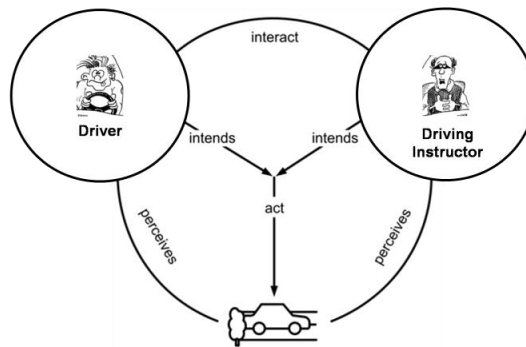 interact
Driver
Driving
Instructor
intends
intends
act
perceives
perceives